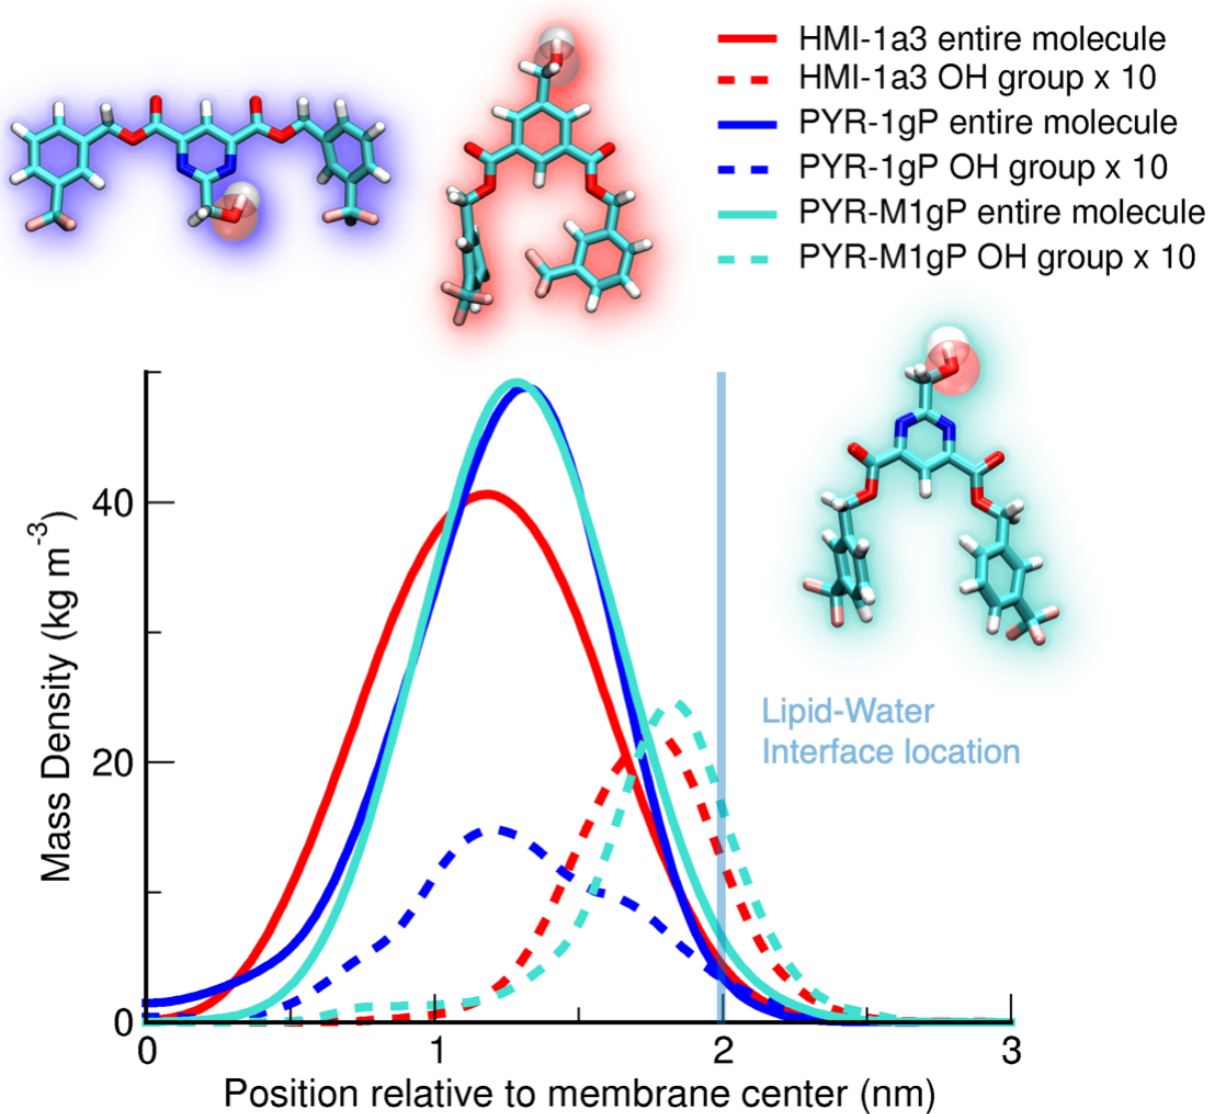 HMI-1a3 entire molecule
HMI-1a3 OH group x 10
PYR-1gP entire molecule
PYR-1gP OH group x 10
PYR-M1gP entire molecule
PYR-M1gP OH group x 10
Lipid-Water
Interface location
Mass Density (kg m⁻³)
40
20
0
0 1 2 3
Position relative to membrane center (nm)